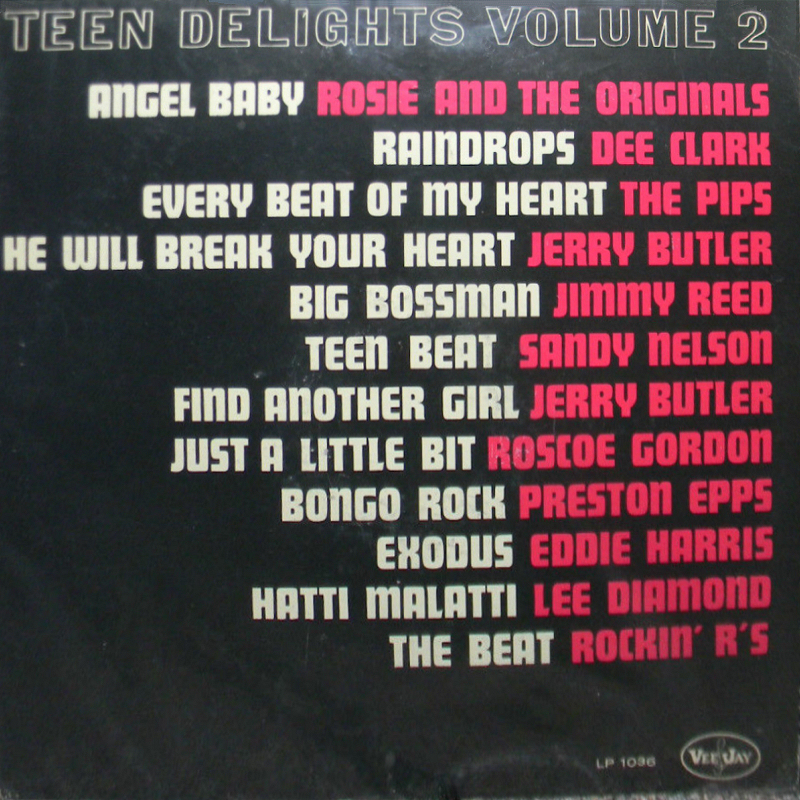 TEEN DELIGHTS VOLUME 2
ANGEL BABY ROSIE AND THE ORIGINALS
RAINDROPS DEE CLARK
EVERY BEAT OF MY HEART THE PIPS
HE WILL BREAK YOUR HEART JERRY BUTLER
BIG BOSSMAN JIMMY REED
TEEN BEAT SANDY NELSON
FIND ANOTHER GIRL JERRY BUTLER
JUST A LITTLE BIT ROSCOE GORDON
BONGO ROCK PRESTON EPPS
EXODUS EDDIE HARRIS
HATTI MALATTI LEE DIAMOND
THE BEAT ROCKIN' R'S
LP 1036 VEE JAY